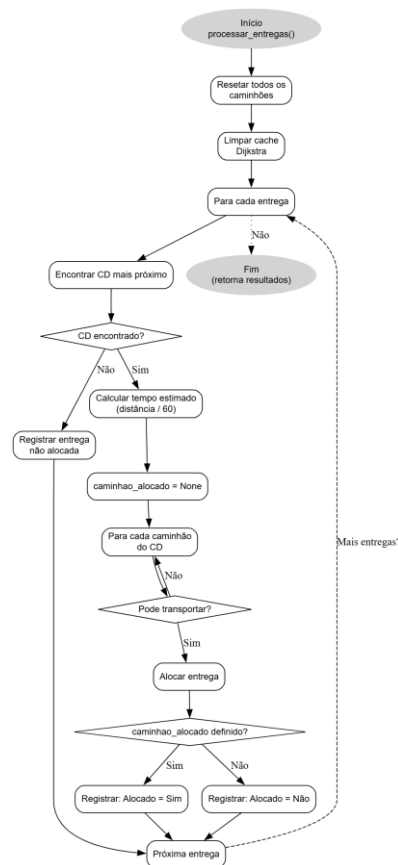 Início
processar_entregas()
Resetar todos os
caminhões
Limpar cache
Dijkstra
Para cada entrega
Não
Encontrar CD mais próximo
Fim
(retorna resultados)
CD encontrado?
Não
Sim
Calcular tempo estimado
(distância / 60)
Registrar entrega
não alocada
caminhao_alocado = None
Para cada caminhão
do CD
Mais entregas?
Não
Pode transportar?
Sim
Alocar entrega
caminhao_alocado definido?
Sim
Não
Registrar: Alocado = Sim
Registrar: Alocado = Não
Próxima entrega